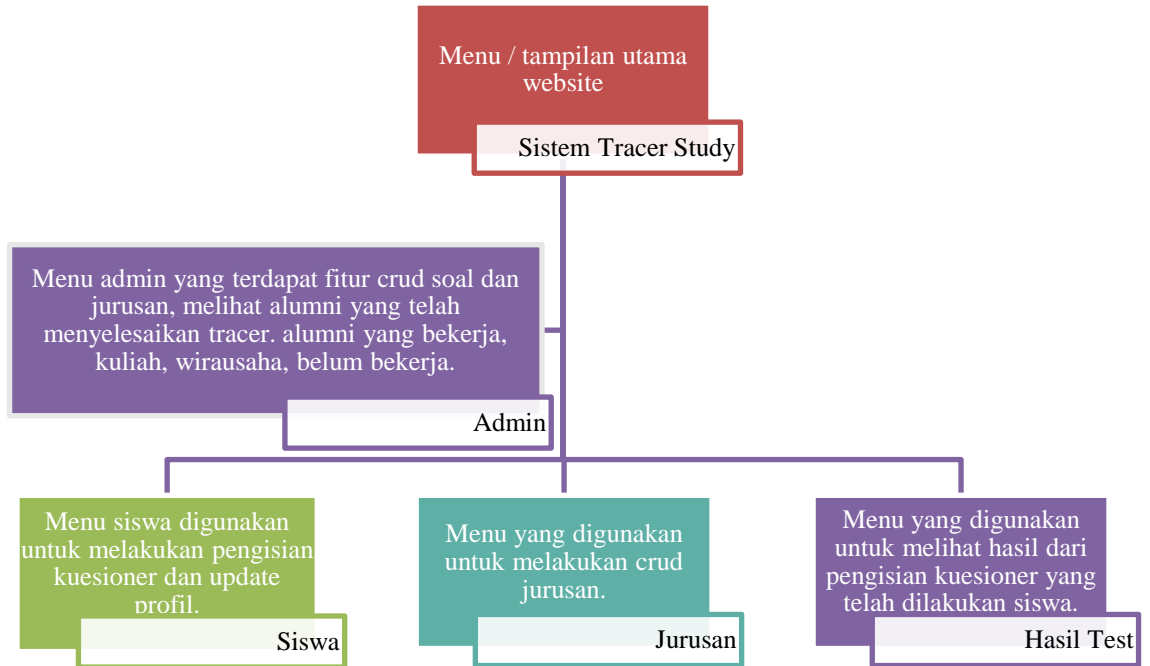 Menu / tampilan utama
website
Sistem Tracer Study
Menu admin yang terdapat fitur crud soal dan
jurusan, melihat alumni yang telah
menyelesaikan tracer. alumni yang bekerja,
kuliah, wirausaha, belum bekerja.
Admin
Menu siswa digunakan
untuk melakukan pengisian
kuesioner dan update
profil.
Siswa
Menu yang digunakan
untuk melakukan crud
jurusan.
Jurusan
Menu yang digunakan
untuk melihat hasil dari
pengisian kuesioner yang
telah dilakukan siswa.
Hasil Test